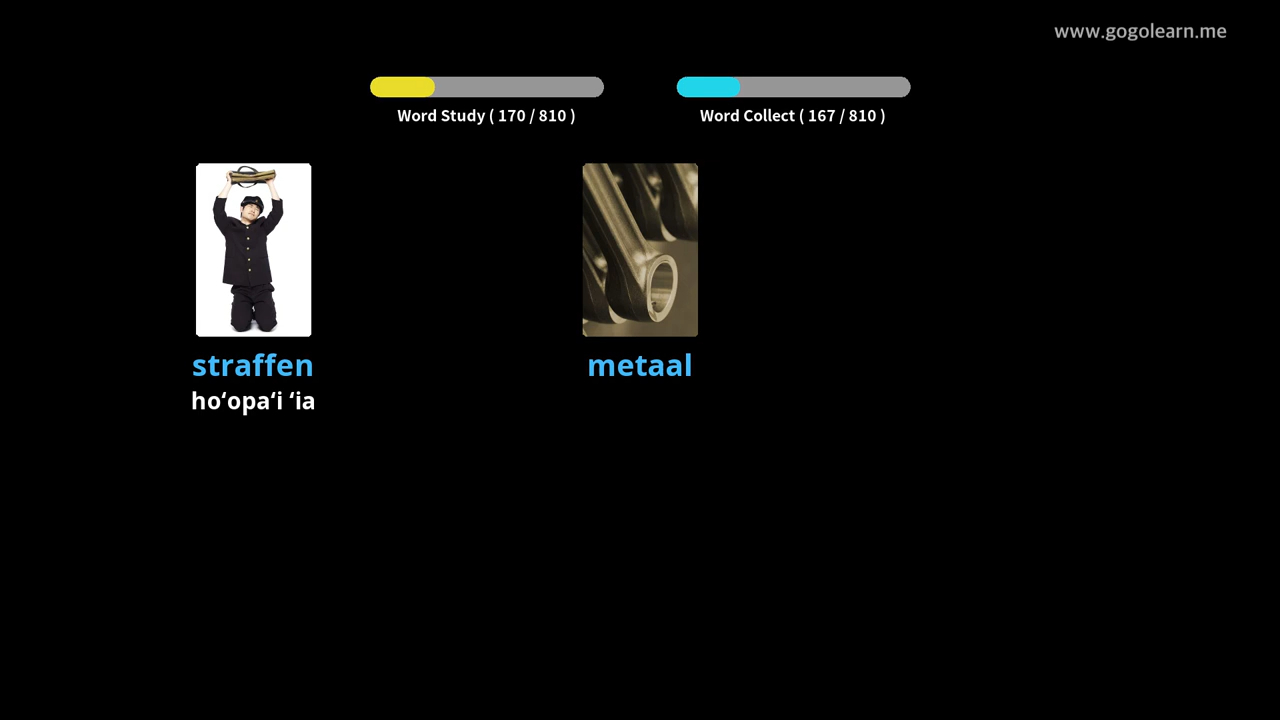 www.gogolearn.me
Word Study ( 170 / 810 )
Word Collect ( 167 / 810 )
straffen
hoʻopaʻi ʻia
metaal